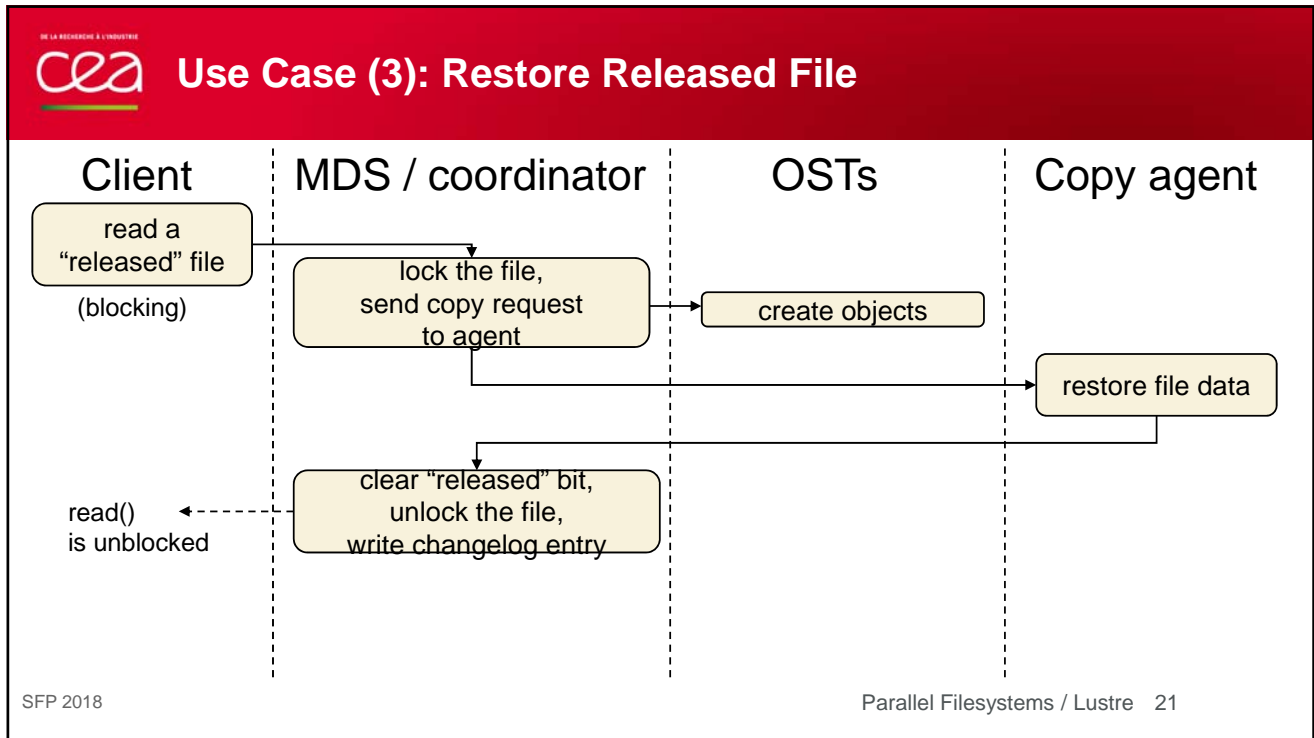 DE LA RECHERCHE À L'INDUSTRIE
cea
Use Case (3): Restore Released File
Client
MDS / coordinator
OSTs
Copy agent
read a
“released” file
(blocking)
lock the file,
send copy request
to agent
create objects
restore file data
clear “released” bit,
unlock the file,
write changelog entry
read()
is unblocked
SFP 2018
Parallel Filesystems / Lustre 21